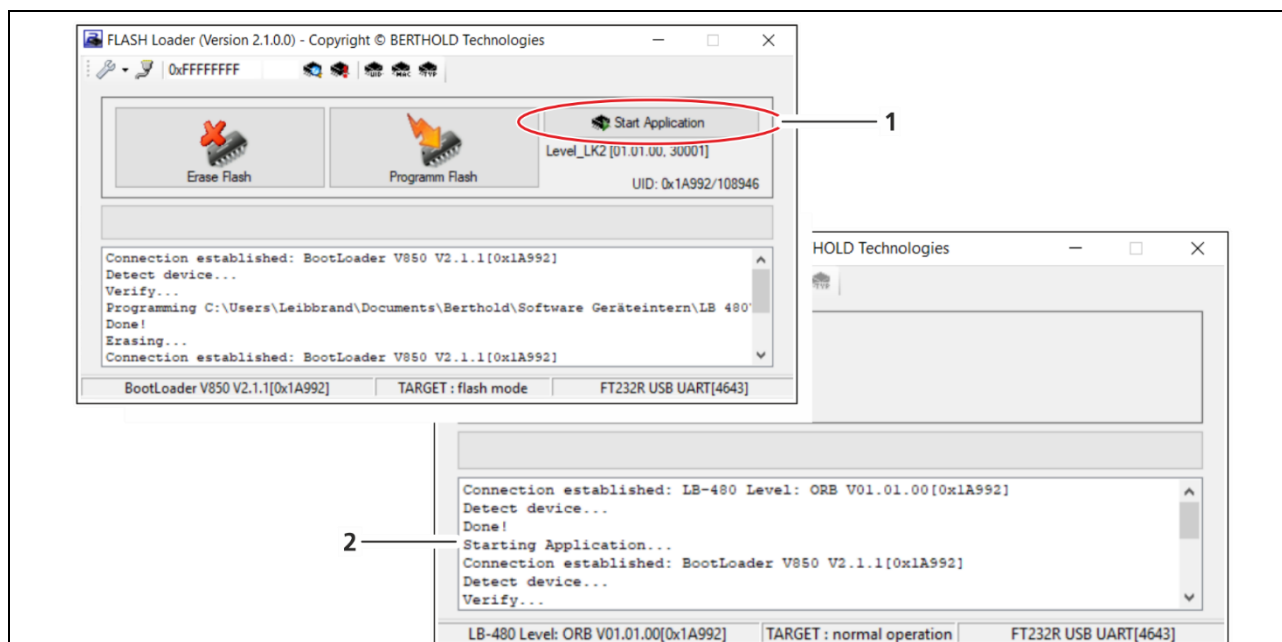 FLASH Loader (Version 2.1.0.0) - Copyright © BERTHOLD Technologies
0xFFFFFFFF UID MAC TYP
Start Application
1
Level_LK2 [01.01.00, 30001]
Erase Flash
Programm Flash
UID: 0x1A992/108946
Connection established: BootLoader V850 V2.1.1[0x1A992]
Detect device...
Verify...
Programming C:\Users\Leibbrand\Documents\Berthold\Software Geräteintern\LB 480
Done!
Erasing...
Connection established: BootLoader V850 V2.1.1[0x1A992]
BootLoader V850 V2.1.1[0x1A992] TARGET : flash mode FT232R USB UART[4643]
HOLD Technologies
TYP
Connection established: LB-480 Level: ORB V01.01.00[0x1A992]
Detect device...
Done!
2
Starting Application...
Connection established: BootLoader V850 V2.1.1[0x1A992]
Detect device...
Verify...
LB-480 Level: ORB V01.01.00[0x1A992] TARGET : normal operation FT232R USB UART[4643]